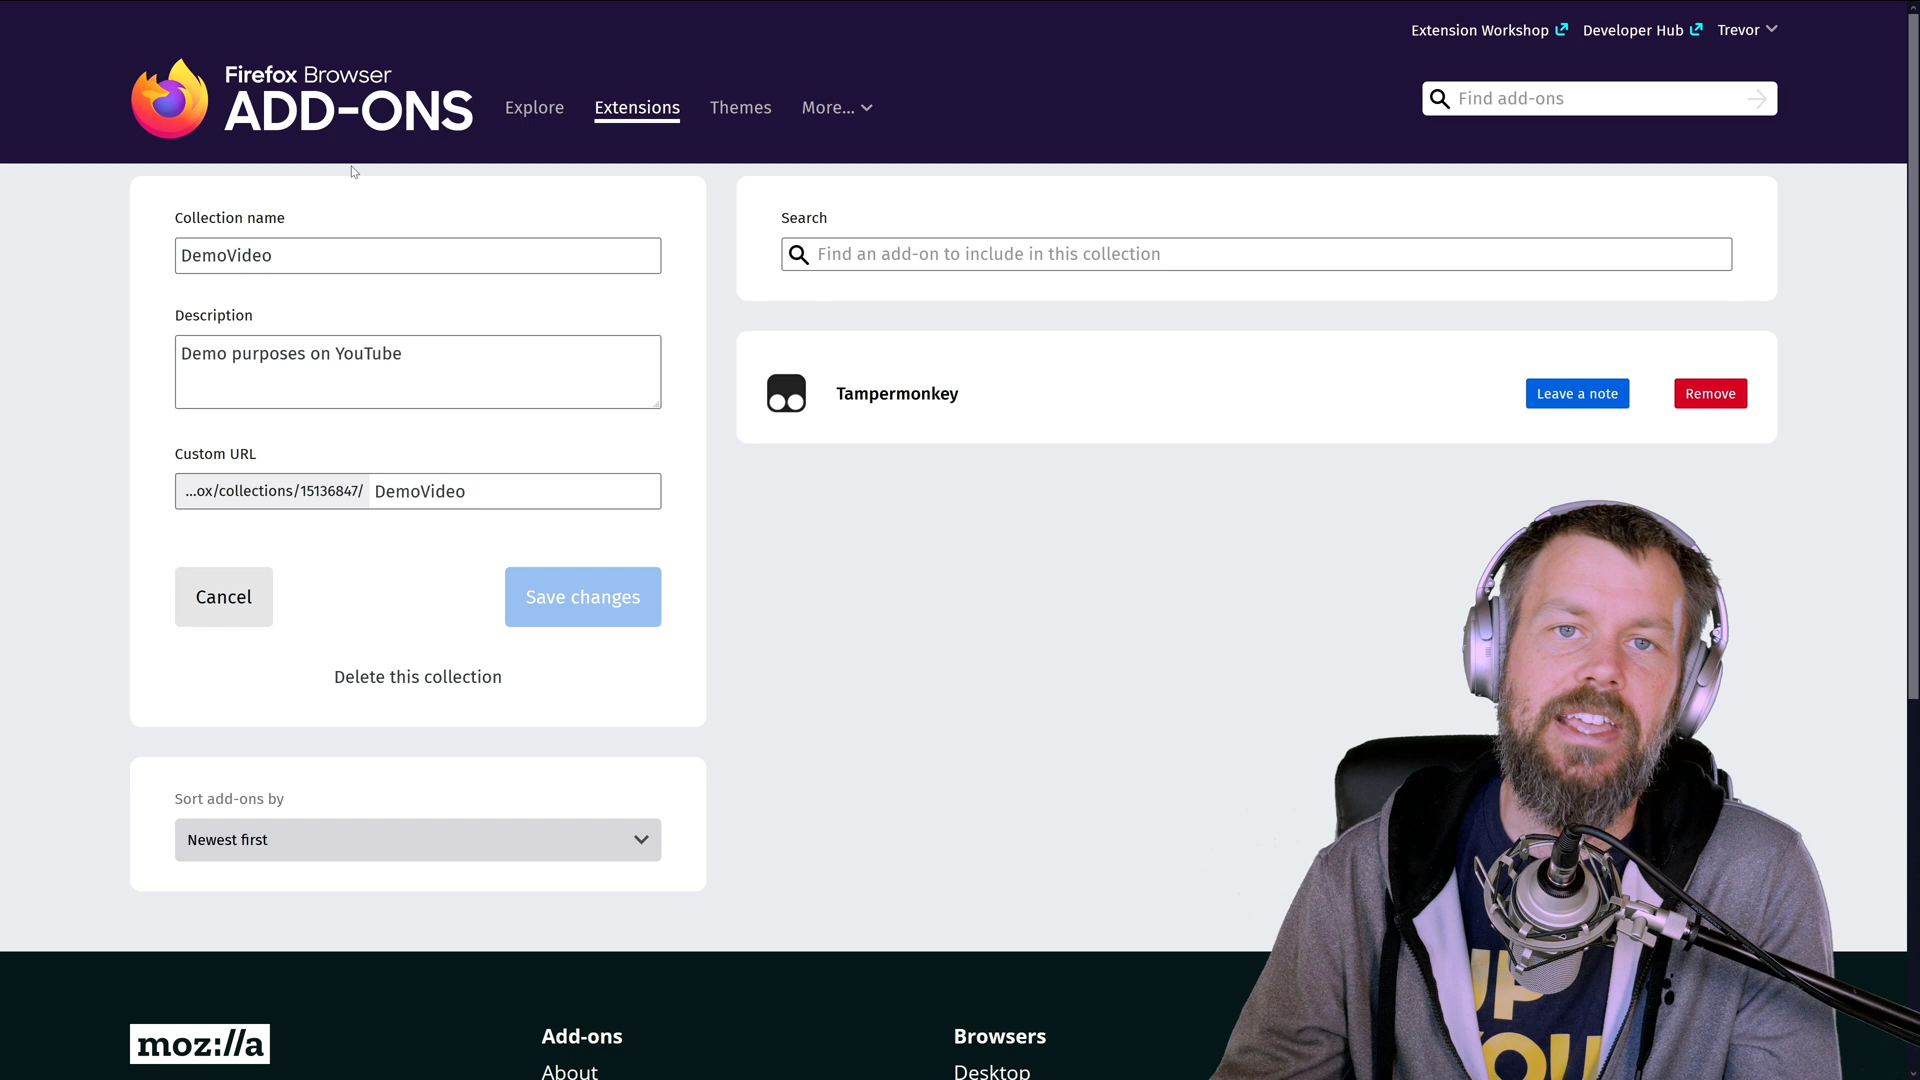 Extension Workshop
Developer Hub
Trevor
Firefox Browser
ADD-ONS
Explore
Extensions
Themes
More...
Find add-ons
Collection name
DemoVideo
Description
Demo purposes on YouTube
Custom URL
...ox/collections/15136847/
DemoVideo
Cancel
Save changes
Delete this collection
Sort add-ons by
Newest first
Search
Find an add-on to include in this collection
Tampermonkey
Leave a note
Remove
moz://a
Add-ons
About
Browsers
Desktop
UP
YOU